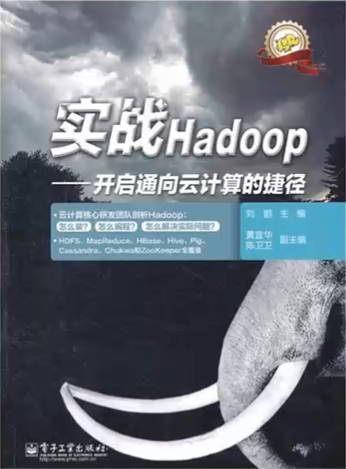 实战Hadoop
——开启通向云计算的捷径
·云计算核心研发团队剖析Hadoop:
怎么装? 怎么编程? 怎么解决实际问题?
·HDFS、MapReduce、HBase、Hive、Pig、
Cassandra、Chukwa和ZooKeeper全覆盖
刘鹏 主编
黄宜华 陈卫卫 副主编
电子工业出版社